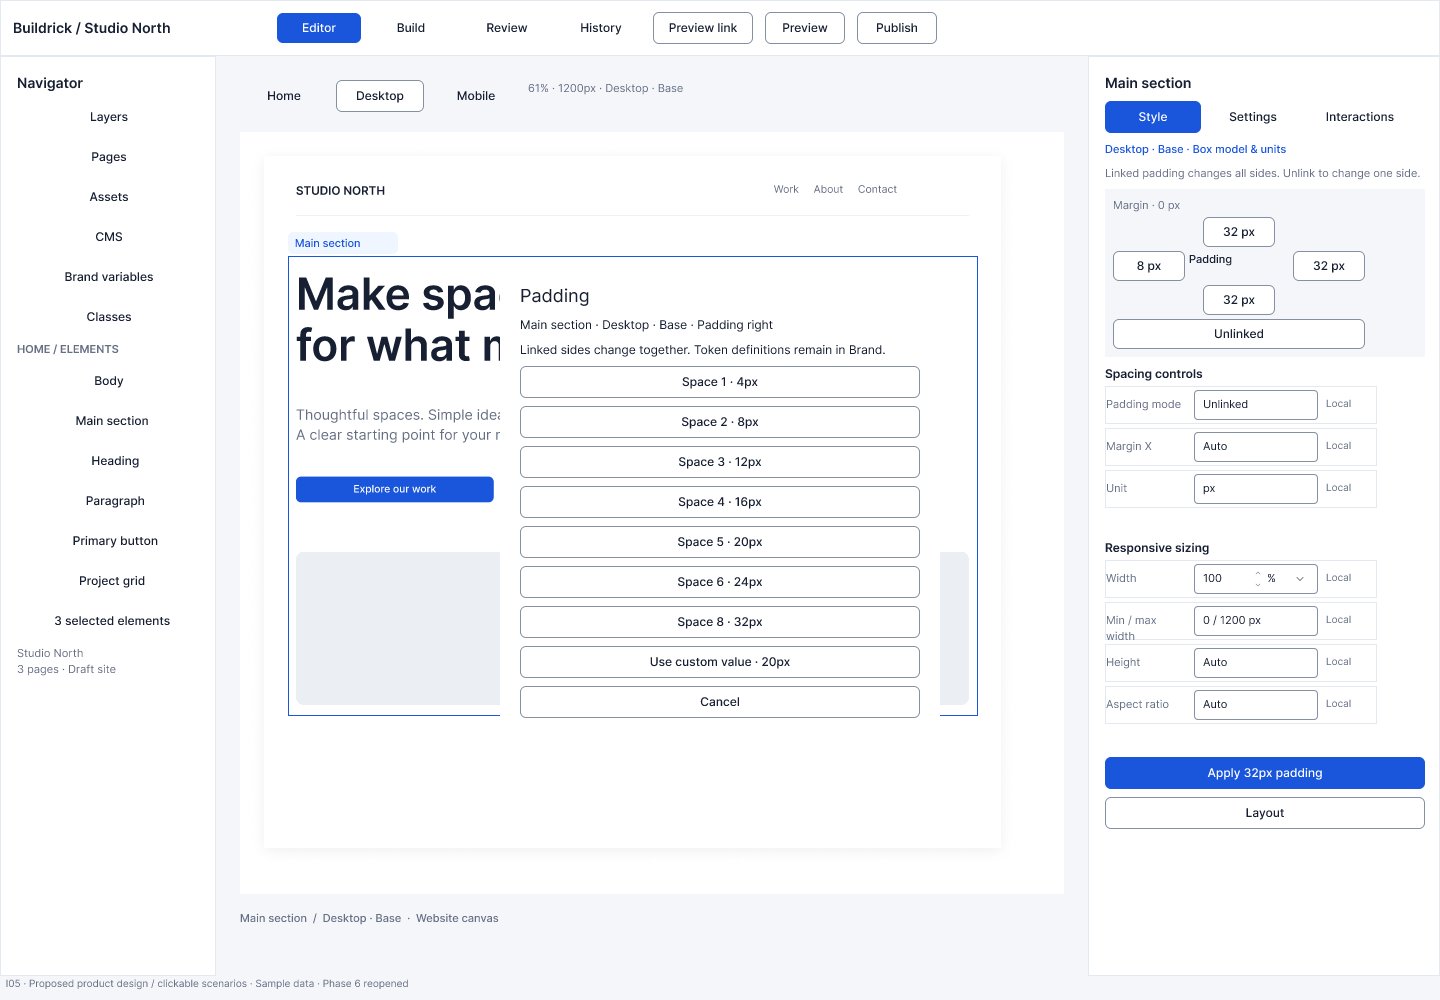 Buildrick / Studio North
Editor
Build
Review
History
Preview link
Preview
Publish
Navigator
Layers
Pages
Assets
CMS
Brand variables
Classes
HOME / ELEMENTS
Body
Main section
Heading
Paragraph
Primary button
Project grid
3 selected elements
Studio North
3 pages · Draft site
Home
Desktop
Mobile
61% · 1200px · Desktop · Base
STUDIO NORTH
Work
About
Contact
Main section
Make spa
for what
Thoughtful spaces. Simple idea
A clear starting point for your
Explore our work
Padding
Main section · Desktop · Base · Padding right
Linked sides change together. Token definitions remain in Brand.
Space 1 · 4px
Space 2 · 8px
Space 3 · 12px
Space 4 · 16px
Space 5 · 20px
Space 6 · 24px
Space 8 · 32px
Use custom value · 20px
Cancel
Main section / Desktop · Base · Website canvas
Main section
Style
Settings
Interactions
Desktop · Base · Box model & units
Linked padding changes all sides. Unlink to change one side.
Margin · 0 px
32 px
8 px
Padding
32 px
32 px
Unlinked
Spacing controls
Padding mode
Unlinked
Local
Margin X
Auto
Local
Unit
px
Local
Responsive sizing
Width
100
%
Local
Min / max
width
0 / 1200 px
Local
Height
Auto
Local
Aspect ratio
Auto
Local
Apply 32px padding
Layout
I05 · Proposed product design / clickable scenarios · Sample data · Phase 6 reopened